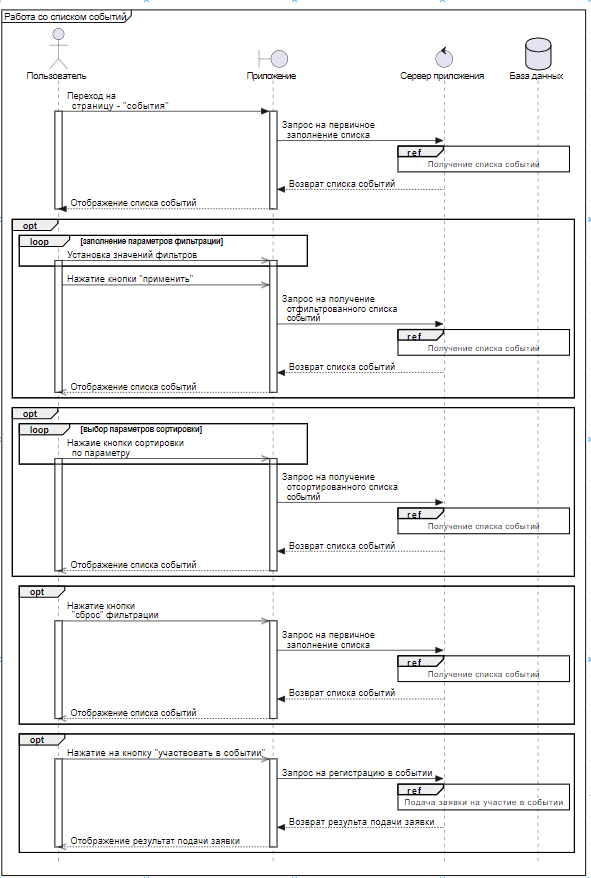 Работа со списком событий
Пользователь
Приложение
Сервер приложения
База данных
Переход на
страницу - "события"
Запрос на первичное
заполнение списка
ref
Получение списка событий
Возврат списка событий
Отображение списка событий
opt
loop
[заполнение параметров фильтрации]
Установка значений фильтров
Нажатие кнопки "применить"
Запрос на получение
отфильтрованного списка
событий
ref
Получение списка событий
Возврат списка событий
Отображение списка событий
opt
loop
[выбор параметров сортировки]
Нажаие кнопки сортировки
по параметру
Запрос на получение
отсортированного списка
событий
ref
Получение списка событий
Возврат списка событий
Отображение списка событий
opt
Нажатие кнопки
"сброс" фильтрации
Запрос на первичное
заполнение списка
ref
Получение списка событий
Возврат списка событий
Отображение списка событий
opt
Нажатие на кнопку "участвовать в событии"
Запрос на регистрацию в событии
ref
Подача заявки на участие в событии
Возврат результа подачи заявки
Отображение результат подачи заявки